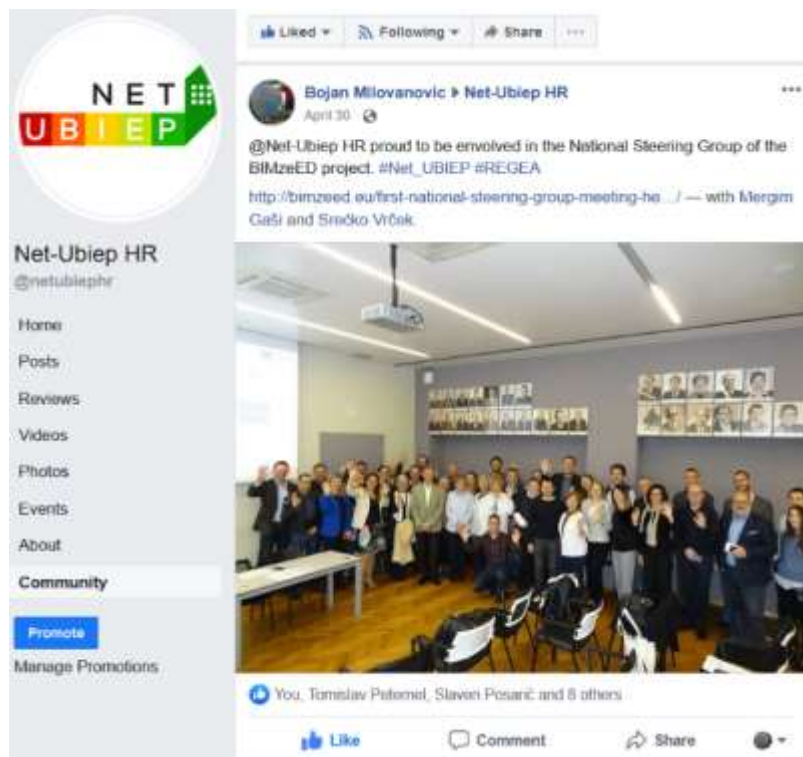 Liked Following Share
NET
UBIEP
Bojan Milovanovic Net-Ubiep HR
April 30
@Net-Ubiep HR proud to be envolved in the National Steering Group of the
BIMzeED project. #Net_UBIEP #REGEA
http://bimzeed.eu/first-national-steering-group-meeting-he.../ — with Mergim
Gaši and Srećko Vrček.
Net-Ubiep HR
@netubiephr
Home
Posts
Reviews
Videos
Photos
Events
About
Community
Promote
Manage Promotions
You, Tomislav Peternel, Slaven Posarić and 8 others
Like Comment Share